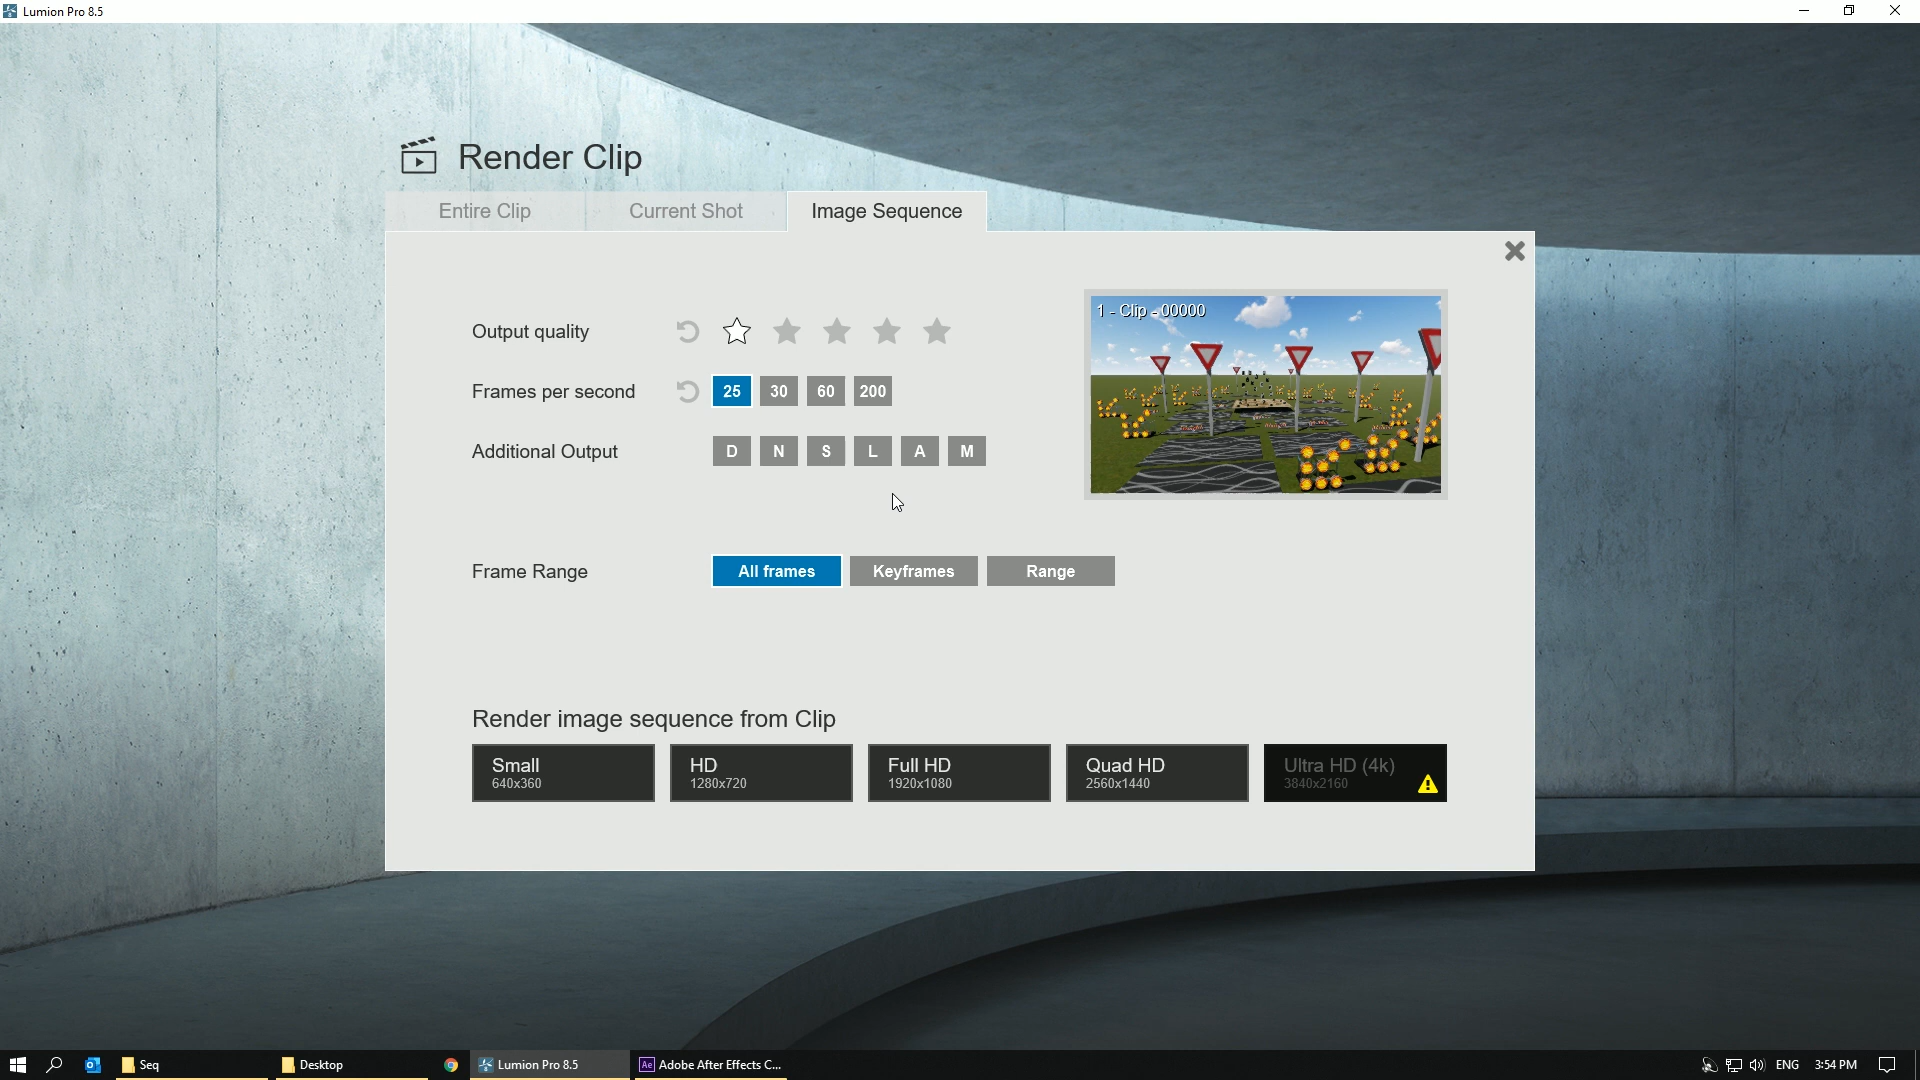 Lumion Pro 8.5
Render Clip
Entire Clip
Current Shot
Image Sequence
Output quality
Frames per second
25
30
60
200
Additional Output
D
N
S
L
A
M
1 - Clip - 00000
Frame Range
All frames
Keyframes
Range
Render image sequence from Clip
Small
640x360
HD
1280x720
Full HD
1920x1080
Quad HD
2560x1440
Ultra HD (4k)
3840x2160
Seq
Desktop
Lumion Pro 8.5
Ae
Adobe After Effects C...
ENG
3:54 PM